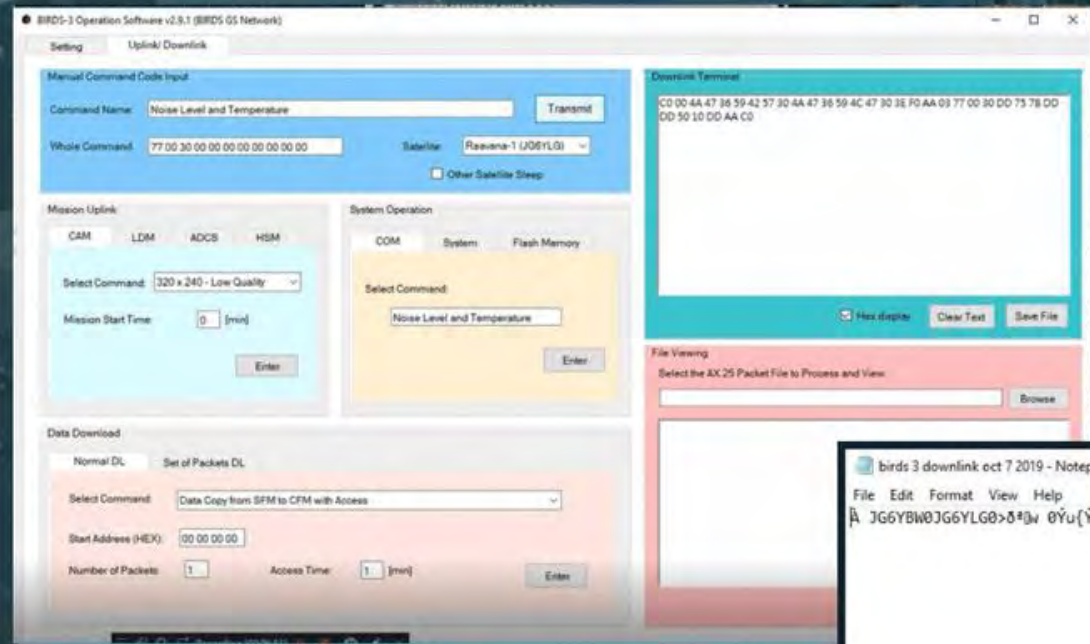 BIRDS-3 Operation Software v2.9.1 (BIRDS GS Network)
Setting
Uplink/ Downlink
Manual Command Code Input
Command Name:
Noise Level and Temperature
Transmit
Whole Command:
77 00 30 00 00 00 00 00 00 00 00
Satellite:
Raavana-1 (JG6YLG)
Other Satellite Sleep
Mission Uplink
CAM
LDM
ADCS
HSM
Select Command:
320 x 240 - Low Quality
Mission Start Time:
0
[min]
Enter
System Operation
COM
System
Flash Memory
Select Command:
Noise Level and Temperature
Enter
Data Download
Normal DL
Set of Packets DL
Select Command:
Data Copy from SFM to CFM with Access
Start Address (HEX):
00 00 00 00
Number of Packets:
1
Access Time:
1
[min]
Enter
Downlink Terminal
C0 00 4A 47 36 59 42 57 30 4A 47 36 59 4C 47 30 3E F0 AA 03 77 00 30 DD 75 7B DD
DD 50 10 DD AA C0
Hex display
Clear Text
Save File
File Viewing
Select the AX.25 Packet File to Process and View:
Browse
birds 3 downlink oct 7 2019 - Notep
File Edit Format View Help
JG6YBW0JG6YLG0>